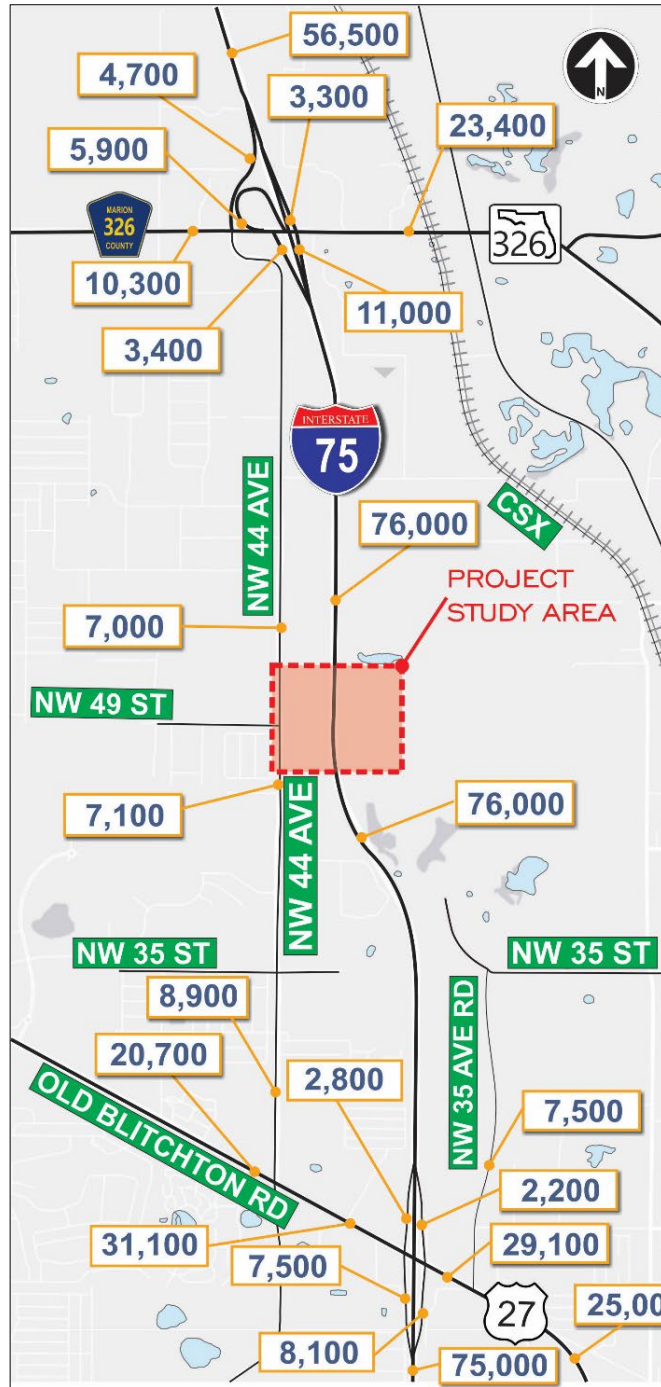 56,500
4,700
3,300
N
5,900
23,400
MARION
326
COUNTY
326
10,300
11,000
3,400
INTERSTATE
75
NW 44 AVE
76,000
CSX
PROJECT
STUDY AREA
7,000
NW 49 ST
7,100
NW 44 AVE
76,000
NW 35 ST
NW 35 ST
8,900
NW 35 AVE RD
20,700
2,800
OLD BLITCHTON RD
7,500
2,200
31,100
29,100
7,500
27
25,00
8,100
75,000